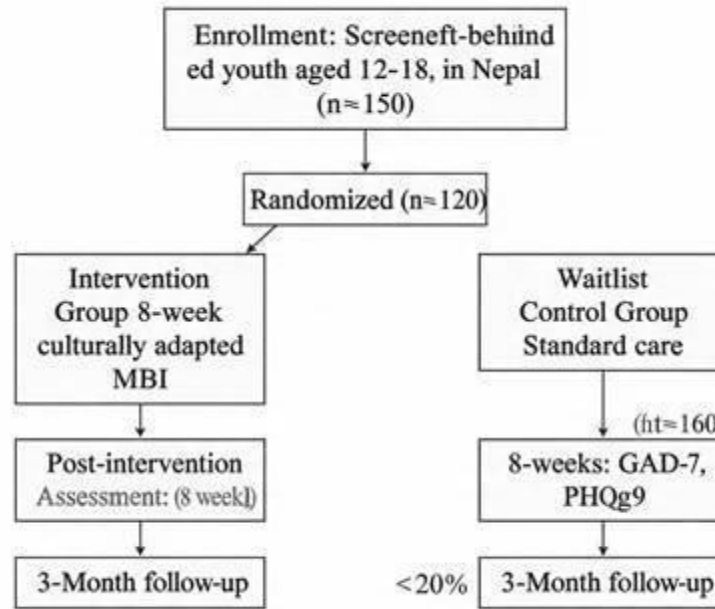 Enrollment: Screeneft-behiind
ed youth aged 12-18, in Nepal
(n=150)
Randomized (n=120)
Intervention
Group 8-week
culturally adapted
MBI
Waitlist
Control Group
Standard care
(ht=160
Post-intervention
Assessment: (8 weekl)
8-weeks: GAD-7,
PHQg9
3-Month follow-up
<20%
3-Month follow-up